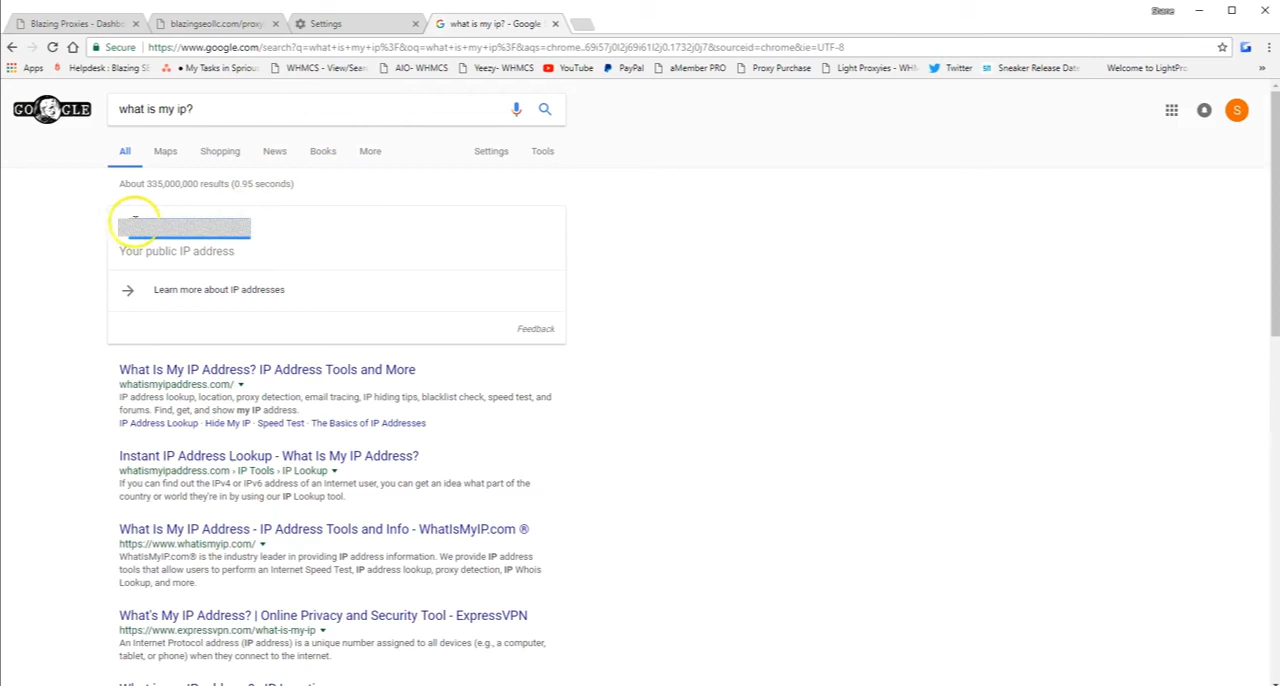 Blazing Proxies - Dashbo
blazingseollc.com/proxy
Settings
what is my ip? - Google S
Secure
https://www.google.com/search?q=what+is+my+ip%3F&oq=what+is+my+ip%3F&aqs=chrome..69i57j0l2j69i61l2j0.1732j0j7&sourceid=chrome&ie=UTF-8
Apps
Helpdesk : Blazing SE
• My Tasks in Spriou
WHMCS - View/Sear
AIO- WHMCS
Yeezy- WHMCS
YouTube
PayPal
aMember PRO
Proxy Purchase
Light Proxyies - WHM
Twitter
Sneaker Release Date
Welcome to LightPro
»
GOOGLE
what is my ip?
S
All
Maps
Shopping
News
Books
More
Settings
Tools
About 335,000,000 results (0.95 seconds)
Your public IP address
Learn more about IP addresses
Feedback
What Is My IP Address? IP Address Tools and More
whatismyipaddress.com/
IP address lookup, location, proxy detection, email tracing, IP hiding tips, blacklist check, speed test, and
forums. Find, get, and show my IP address.
IP Address Lookup · Hide My IP · Speed Test · The Basics of IP Addresses
Instant IP Address Lookup - What Is My IP Address?
whatismyipaddress.com › IP Tools › IP Lookup
If you can find out the IPv4 or IPv6 address of an Internet user, you can get an idea what part of the
country or world they're in by using our IP Lookup tool.
What Is My IP Address - IP Address Tools and Info - WhatIsMyIP.com ®
https://www.whatismyip.com/
WhatIsMyIP.com® is the industry leader in providing IP address information. We provide IP address
tools that allow users to perform an Internet Speed Test, IP address lookup, proxy detection, IP Whois
Lookup, and more.
What's My IP Address? | Online Privacy and Security Tool - ExpressVPN
https://www.expressvpn.com/what-is-my-ip
An Internet Protocol address (IP address) is a unique number assigned to all devices (e.g., a computer,
tablet, or phone) when they connect to the internet.